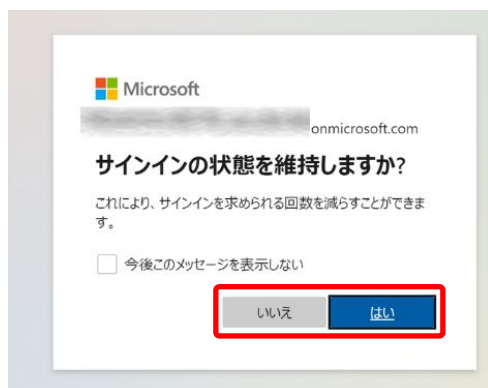 Microsoft
onmicrosoft.com
サインインの状態を維持しますか?
これにより、サインインを求められる回数を減らすことができま
す。
今後このメッセージを表示しない
いいえ はい